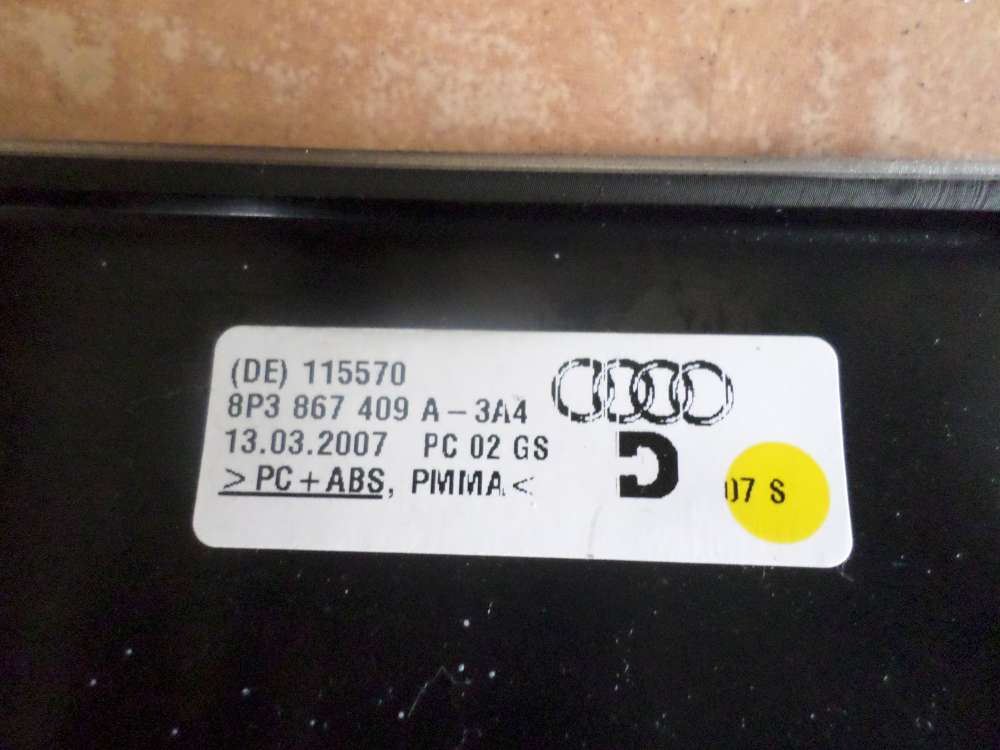 (DE) 115570
8P3 867 409 A-3A4
13.03.2007 PC 02 GS
>PC+ABS, PMMA<
07 S